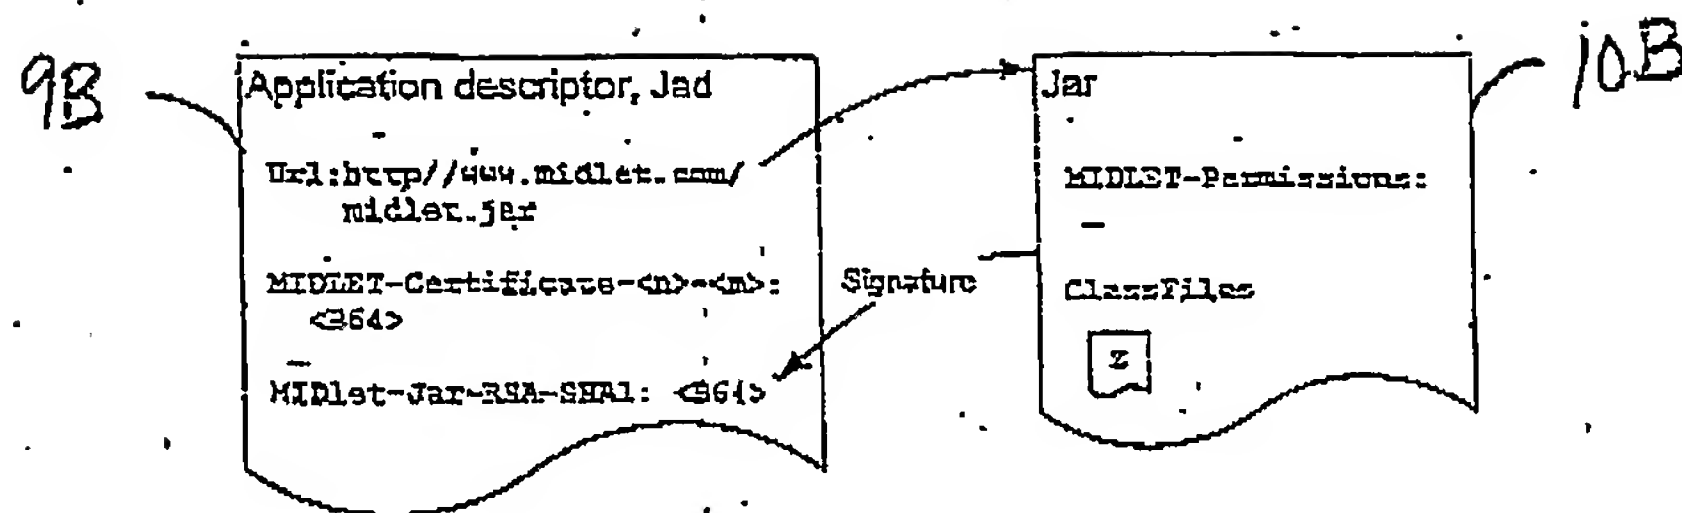 9B
Application descriptor, Jad
Url:http//www.midlet.com/
midlet.jar
MIDLET-Certificate-<n>-<m>:
<B64>
MIDlet-Jar-RSA-SHA1: <B64>
Signature
10B
Jar
MIDLET-Permissions:
ClassFiles
z